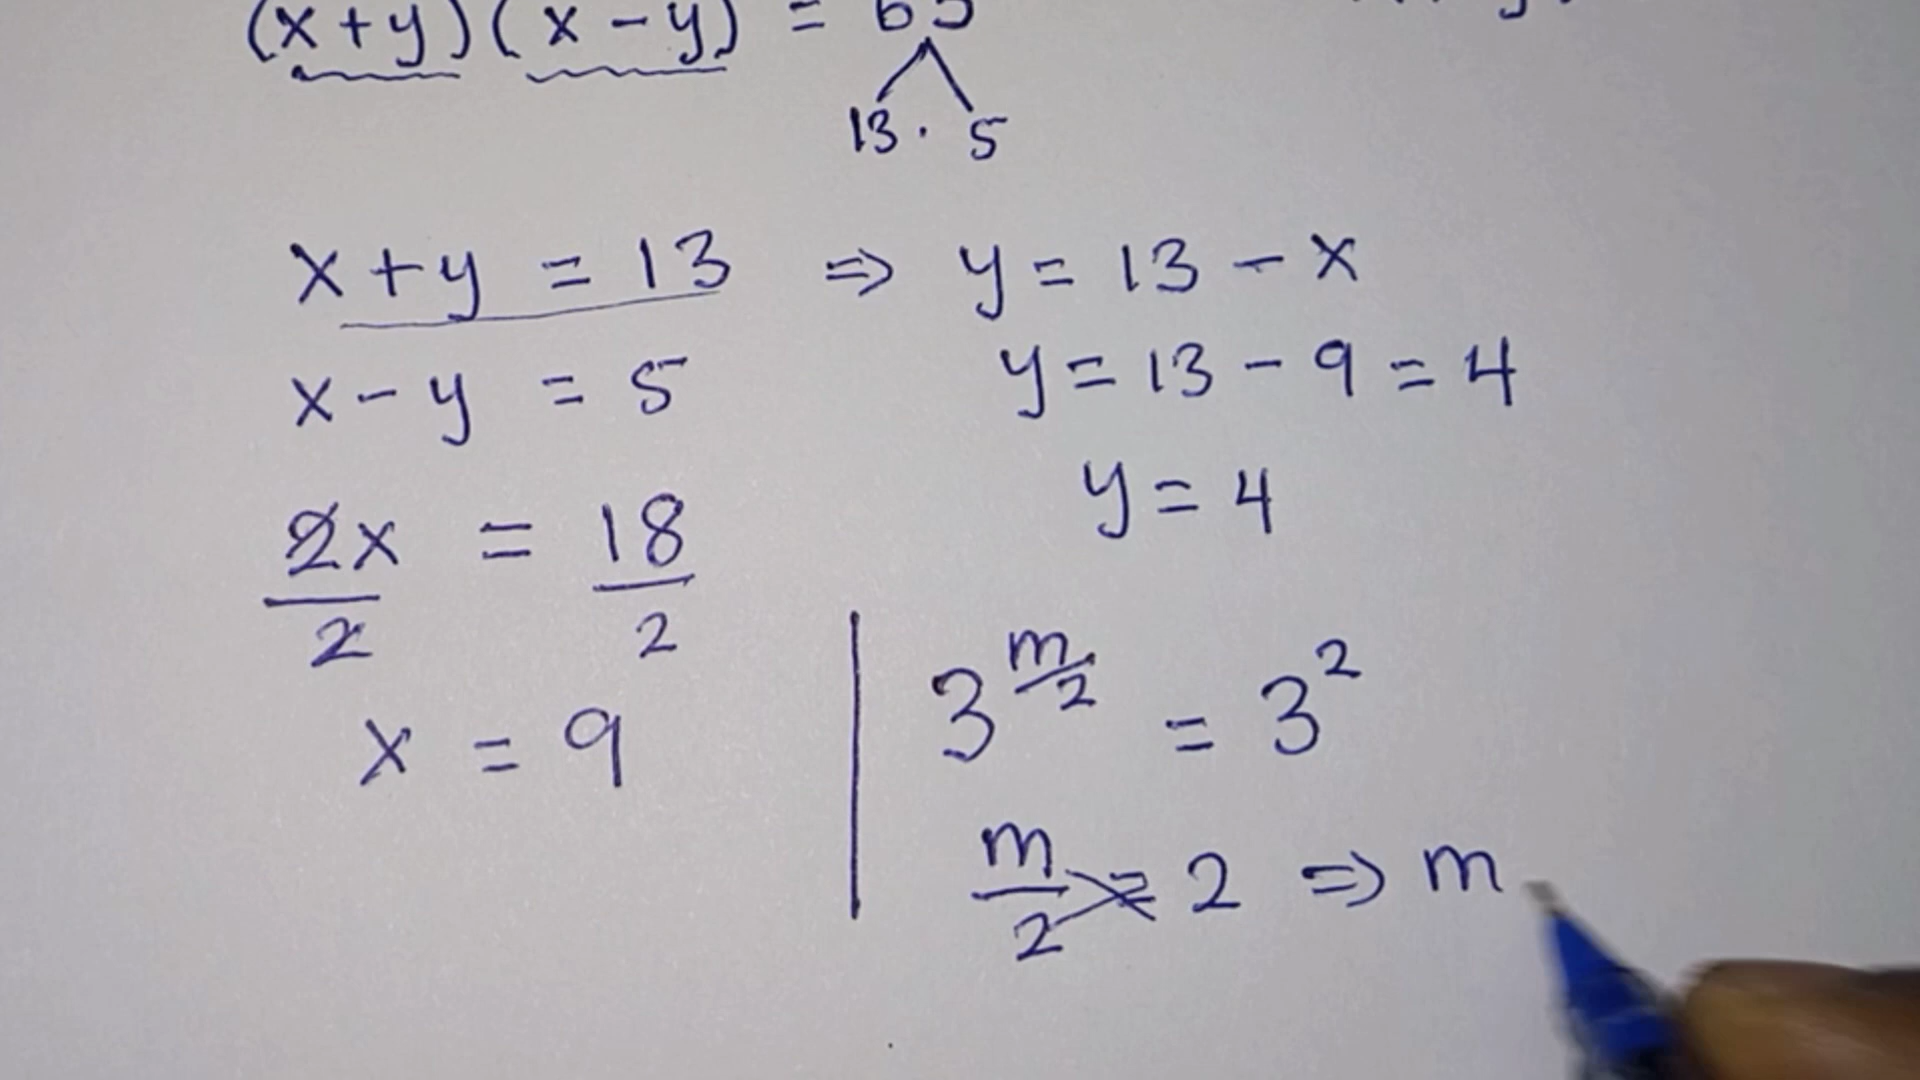 (x+y)(x-y) = 65
13 · 5
x+y = 13 ⇒ y = 13 - x
x-y = 5
y = 13 - 9 = 4
y = 4
2x/2 = 18/2
x = 9
3^(m/2) = 3^2
m/2 = 2 ⇒ m